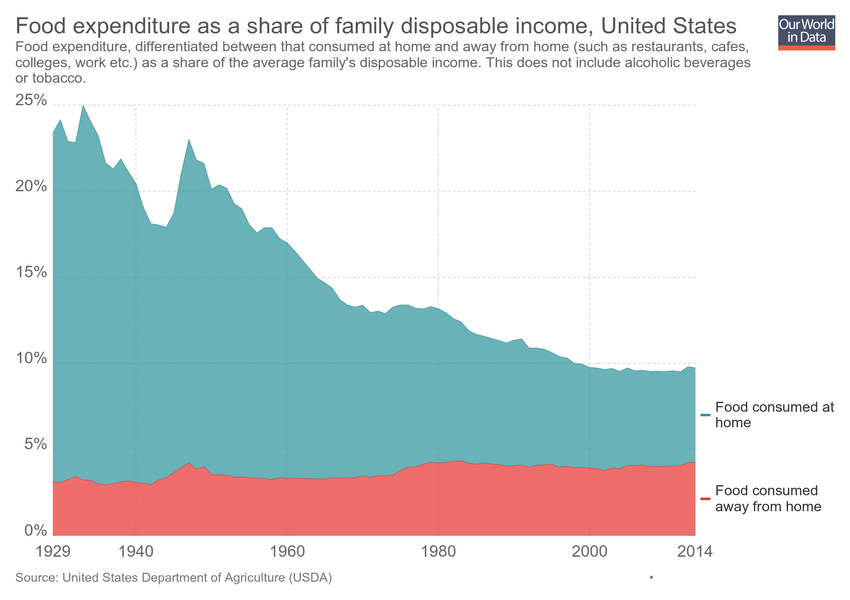 Food expenditure as a share of family disposable income, United States
Our World
in Data
Food expenditure, differentiated between that consumed at home and away from home (such as restaurants, cafes,
colleges, work etc.) as a share of the average family's disposable income. This does not include alcoholic beverages
or tobacco.
25%
20%
15%
10%
5%
0%
Food consumed at
home
Food consumed
away from home
1929 1940 1960 1980 2000 2014
Source: United States Department of Agriculture (USDA)